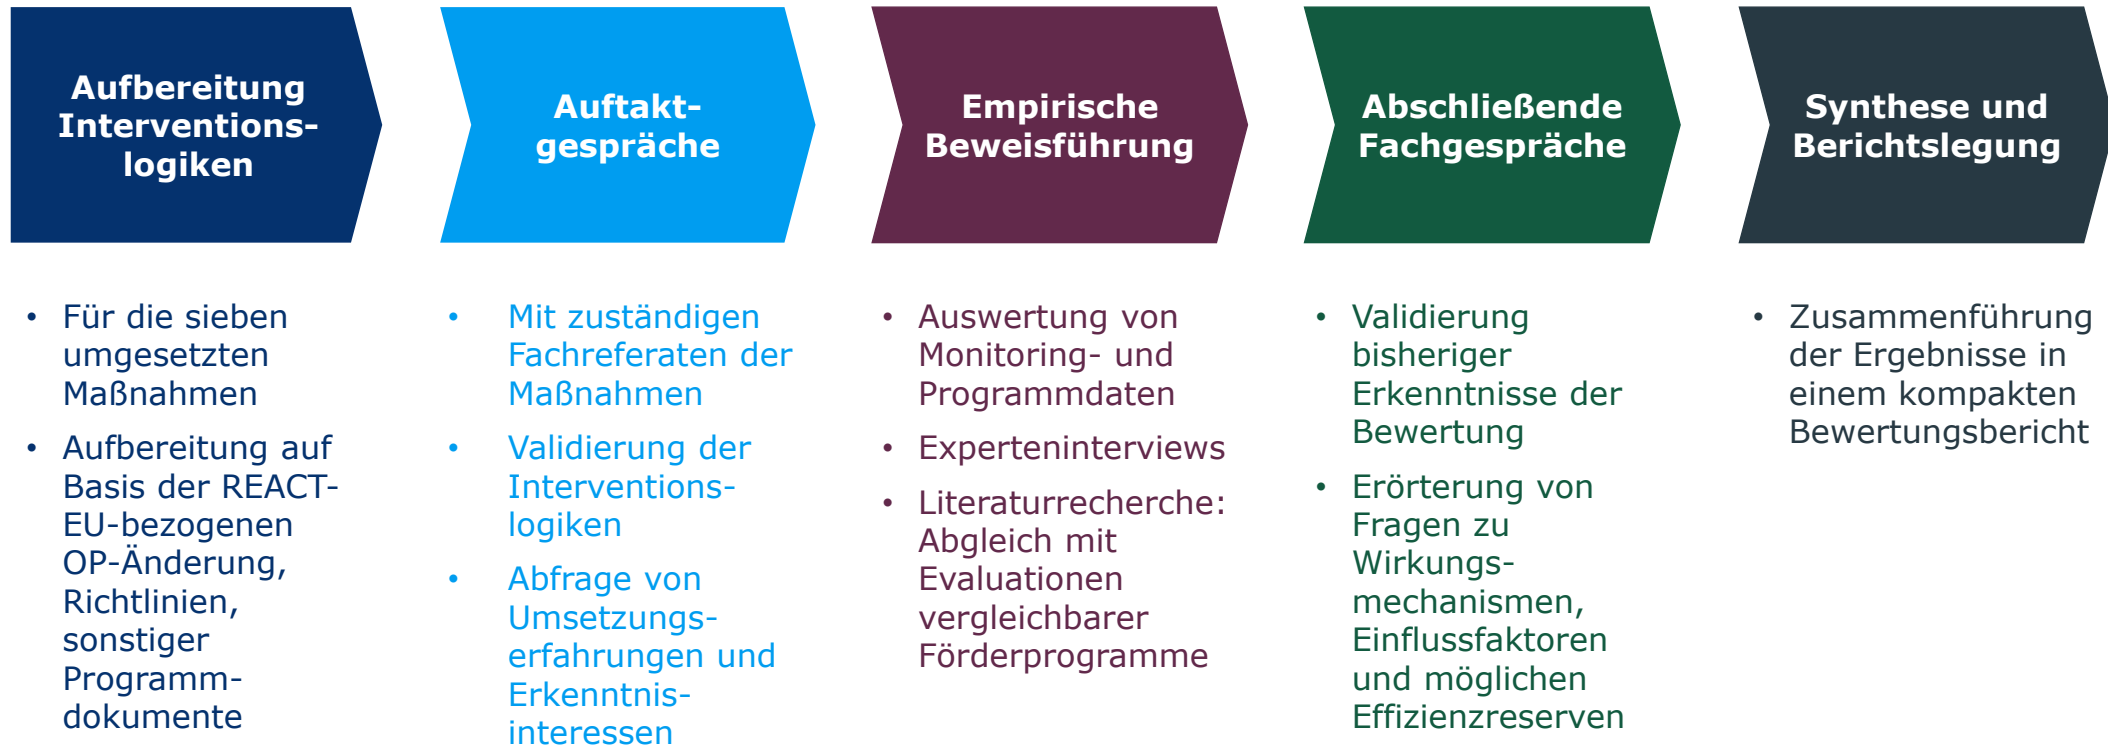 Aufbereitung
Interventions-
logiken
Auftakt-
gespräche
Empirische
Beweisführung
Abschließende
Fachgespräche
Synthese und
Berichtslegung
• Für die sieben
umgesetzten
Maßnahmen
• Aufbereitung auf
Basis der REACT-
EU-bezogenen
OP-Änderung,
Richtlinien,
sonstiger
Programm-
dokumente
• Mit zuständigen
Fachreferaten der
Maßnahmen
• Validierung der
Interventions-
logiken
• Abfrage von
Umsetzungs-
erfahrungen und
Erkenntnis-
interessen
• Auswertung von
Monitoring- und
Programmdaten
• Experteninterviews
• Literaturrecherche:
Abgleich mit
Evaluationen
vergleichbarer
Förderprogramme
• Validierung
bisheriger
Erkenntnisse der
Bewertung
• Erörterung von
Fragen zu
Wirkungs-
mechanismen,
Einflussfaktoren
und möglichen
Effizienzreserven
• Zusammenführung
der Ergebnisse in
einem kompakten
Bewertungsbericht